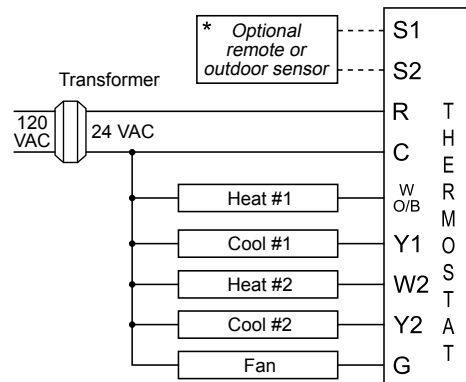 * Optional
remote or
outdoor sensor
S1
S2
Transformer
120
VAC
24 VAC
R
C
Heat #1
W
O/B
Cool #1
Y1
Heat #2
W2
Cool #2
Y2
Fan
G
THERMOSTAT